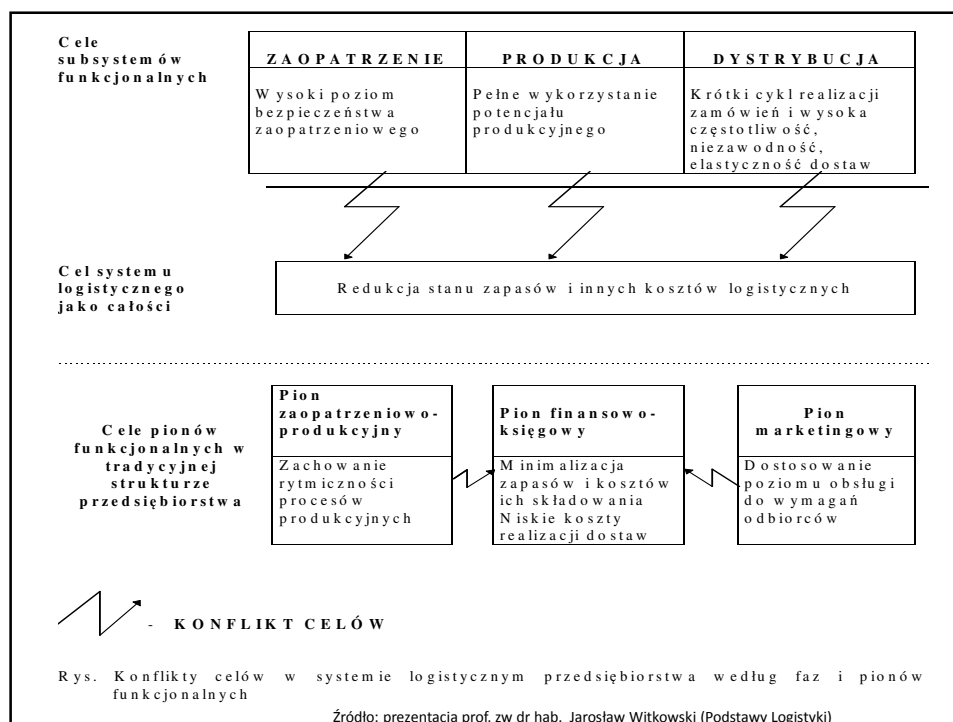 Cele
subsystemów
funkcjonalnych
ZAOPATRZENIE
Wysoki poziom
bezpieczeństwa
zaopatrzeniowego
PRODUKCJA
Pełne wykorzystanie
potencjału
produkcyjnego
DYSTRYBUCJA
Krótki cykl realizacji
zamówień i wysoka
częstotliwość,
niezawodność,
elastyczność dostaw
Cel systemu
logistycznego
jako całości
Redukcja stanu zapasów i innych kosztów logistycznych
Cele pionów
funkcjonalnych w
tradycyjnej
strukturze
przedsiębiorstwa
Pion
zaopatrzeniowo-
produkcyjny
Zachowanie
rytmiczności
procesów
produkcyjnych
Pion finansowo-
księgowy
Minimalizacja
zapasów i kosztów
ich składowania
Niskie koszty
realizacji dostaw
Pion
marketingowy
Dostosowanie
poziomu obsługi
do wymagań
odbiorców
- KONFLIKT CELÓW
Rys. Konflikty celów w systemie logistycznym przedsiębiorstwa według faz i pionów
funkcjonalnych
Źródło: prezentacja prof. zw dr hab. Jarosław Witkowski (Podstawy Logistyki)